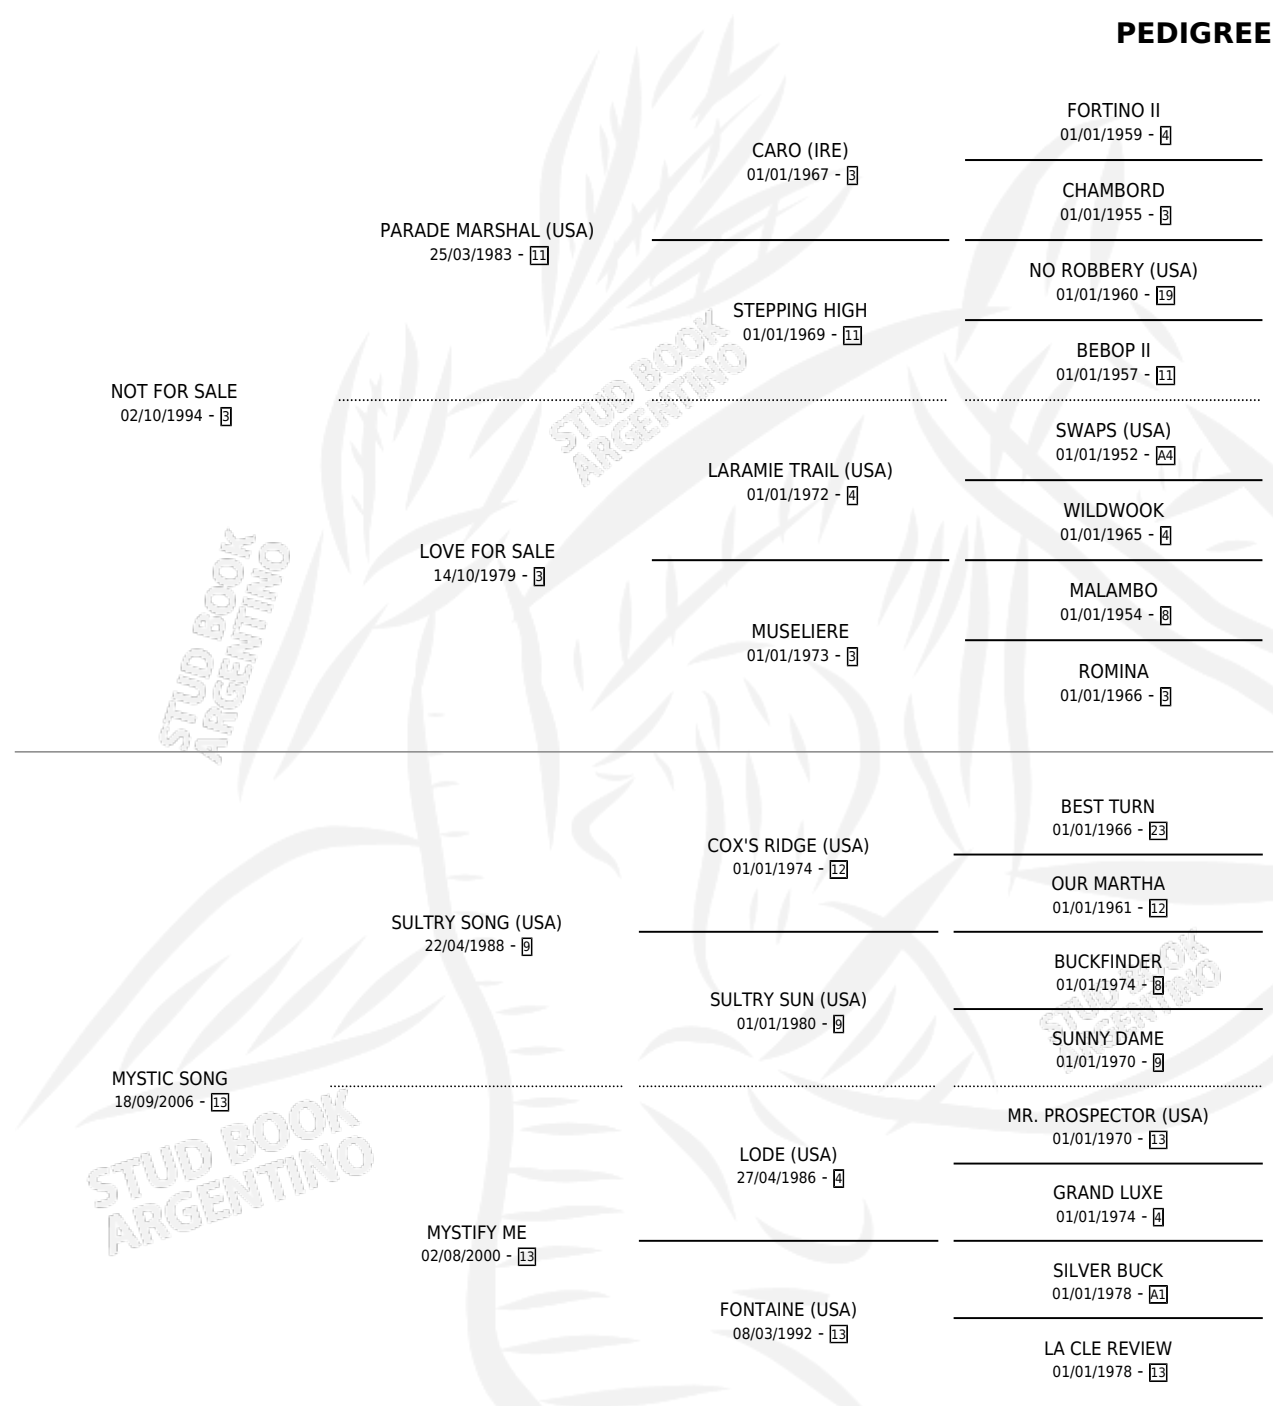 PEDIGREE
NOT FOR SALE
02/10/1994 - 3
PARADE MARSHAL (USA)
25/03/1983 - 11
CARO (IRE)
01/01/1967 - 3
FORTINO II
01/01/1959 - 4
CHAMBORD
01/01/1955 - 3
STEPPING HIGH
01/01/1969 - 11
NO ROBBERY (USA)
01/01/1960 - 19
BEBOP II
01/01/1957 - 11
LOVE FOR SALE
14/10/1979 - 3
LARAMIE TRAIL (USA)
01/01/1972 - 4
SWAPS (USA)
01/01/1952 - A4
WILDWOOK
01/01/1965 - 4
MUSELIERE
01/01/1973 - 3
MALAMBO
01/01/1954 - 8
ROMINA
01/01/1966 - 3
MYSTIC SONG
18/09/2006 - 13
SULTRY SONG (USA)
22/04/1988 - 9
COX'S RIDGE (USA)
01/01/1974 - 12
BEST TURN
01/01/1966 - 23
OUR MARTHA
01/01/1961 - 12
SULTRY SUN (USA)
01/01/1980 - 9
BUCKFINDER
01/01/1974 - 8
SUNNY DAME
01/01/1970 - 9
MYSTIFY ME
02/08/2000 - 13
LODE (USA)
27/04/1986 - 4
MR. PROSPECTOR (USA)
01/01/1970 - 13
GRAND LUXE
01/01/1974 - 4
FONTAINE (USA)
08/03/1992 - 13
SILVER BUCK
01/01/1978 - A1
LA CLE REVIEW
01/01/1978 - 13
STUD BOOK
ARGENTINO
STUD BOOK
ARGENTINO
STUD BOOK
ARGENTINO
STUD BOOK
ARGENTINO